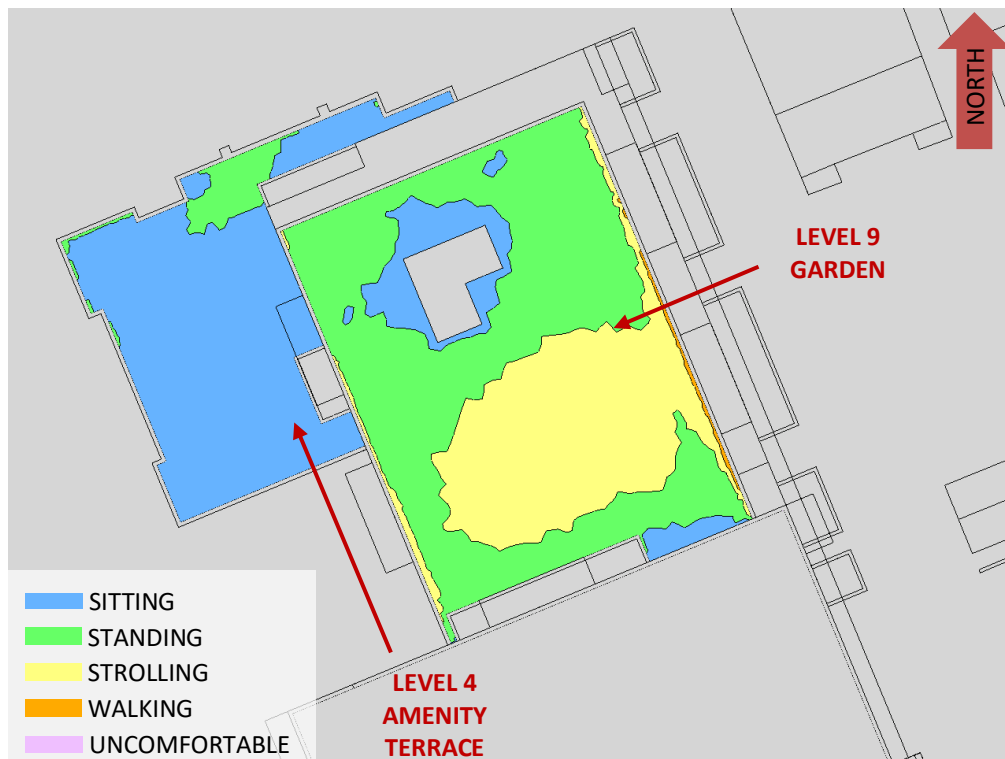 NORTH
LEVEL 9
GARDEN
SITTING
STANDING
STROLLING
WALKING
UNCOMFORTABLE
LEVEL 4
AMENITY
TERRACE